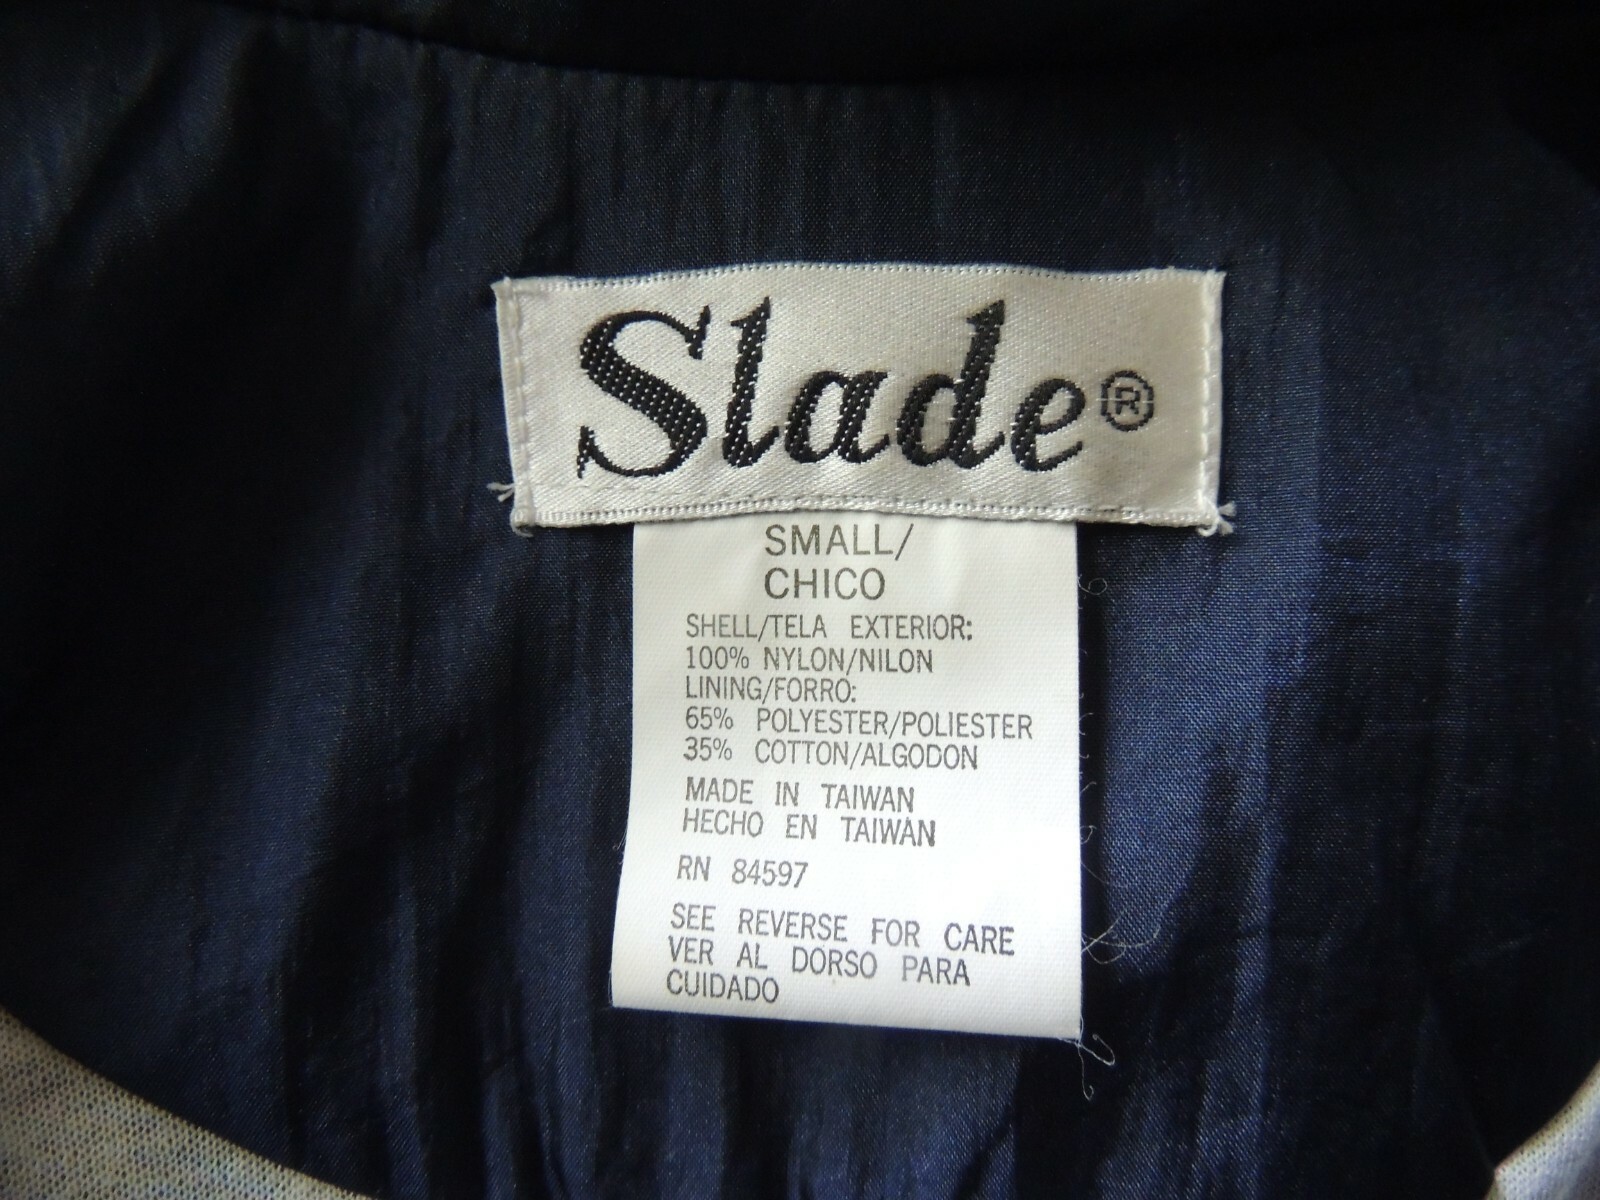 Slade®
SMALL/
CHICO
SHELL/TELA EXTERIOR:
100% NYLON/NILON
LINING/FORRO:
65% POLYESTER/POLIESTER
35% COTTON/ALGODON
MADE IN TAIWAN
HECHO EN TAIWAN
RN 84597
SEE REVERSE FOR CARE
VER AL DORSO PARA
CUIDADO